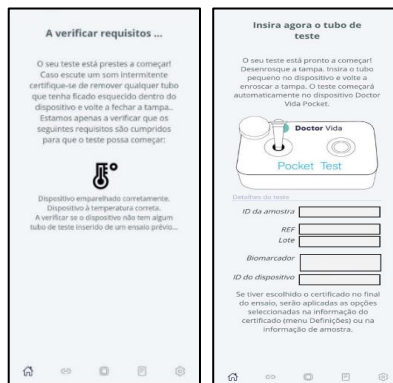 A verificar requisitos ...
O seu teste está prestes a começar!
Caso escute um som intermitente
certifique-se de remover qualquer tubo
que tenha ficado esquecido dentro do
dispositivo e volte a fechar a tampa..
Estamos apenas a verificar que os
seguintes requisitos são cumpridos
para que o teste possa começar:
Dispositivo emparelhado corretamente.
Dispositivo à temperatura correta.
A verificar se o dispositivo não tem algum
tubo de teste inserido de um ensaio prévio...
Insira agora o tubo de
teste
O seu teste está pronto a começar!
Desenrosque a tampa. Insira o tubo
pequeno no dispositivo e volte a
enroscar a tampa. O teste começará
automaticamente no dispositivo Doctor
Vida Pocket.
Doctor Vida
Pocket Test
Detalhes do teste
ID da amostra
REF
Lote
Biomarcador
ID do dispositivo
Se tiver escolhido o certificado no final
do ensaio, serão aplicadas as opções
seleccionadas na informação do
certificado (menu Definições) ou na
informação de amostra.